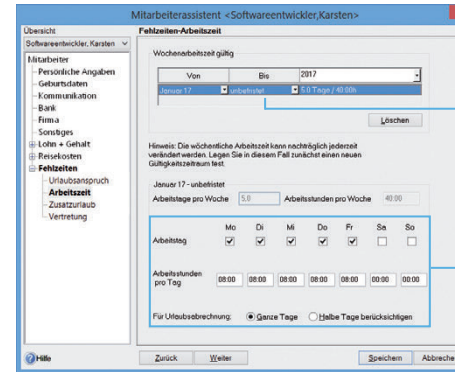 Mitarbeiterassistent <Softwareentwickler,Karsten>
Übersicht
Softwareentwickler, Karsten
Mitarbeiter
Persönliche Angaben
Geburtsdaten
Kommunikation
Bank
Firma
Sonstiges
Lohn + Gehalt
Reisekosten
Fehlzeiten
Urlaubsanspruch
Arbeitszeit
Zusatzurlaub
Vertretung
Fehlzeiten-Arbeitszeit
Wochenarbeitszeit gültig
Von Bis 2017
Januar 17 unbefristet 5.0 Tage / 40:00h
Löschen
Hinweis: Die wöchentliche Arbeitszeit kann nachträglich jederzeit
verändert werden. Legen Sie in diesem Fall zunächst einen neuen
Gültigkeitszeitraum fest.
Januar 17 - unbefristet
Arbeitstage pro Woche 5,0 Arbeitsstunden pro Woche 40:00
Mo Di Mi Do Fr Sa So
Arbeitstag
Arbeitsstunden
pro Tag 08:00 08:00 08:00 08:00 08:00 00:00 00:00
Für Urlaubsabrechnung: Ganze Tage Halbe Tage berücksichtigen
Hilfe Zurück Weiter Speichern Abbreche